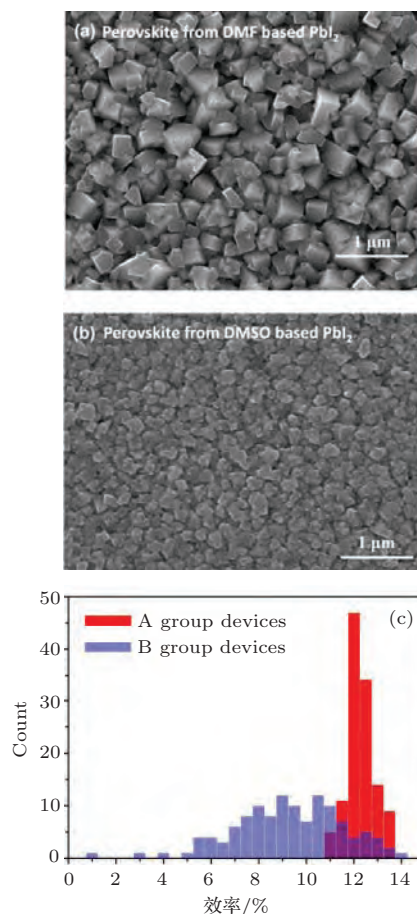 (a) Perovskite from DMF based PbI₂
1 μm
(b) Perovskite from DMSO based PbI₂
1 μm
50
(c)
A group devices
40
B group devices
30
Count
20
10
0
0 2 4 6 8 10 12 14
效率/%